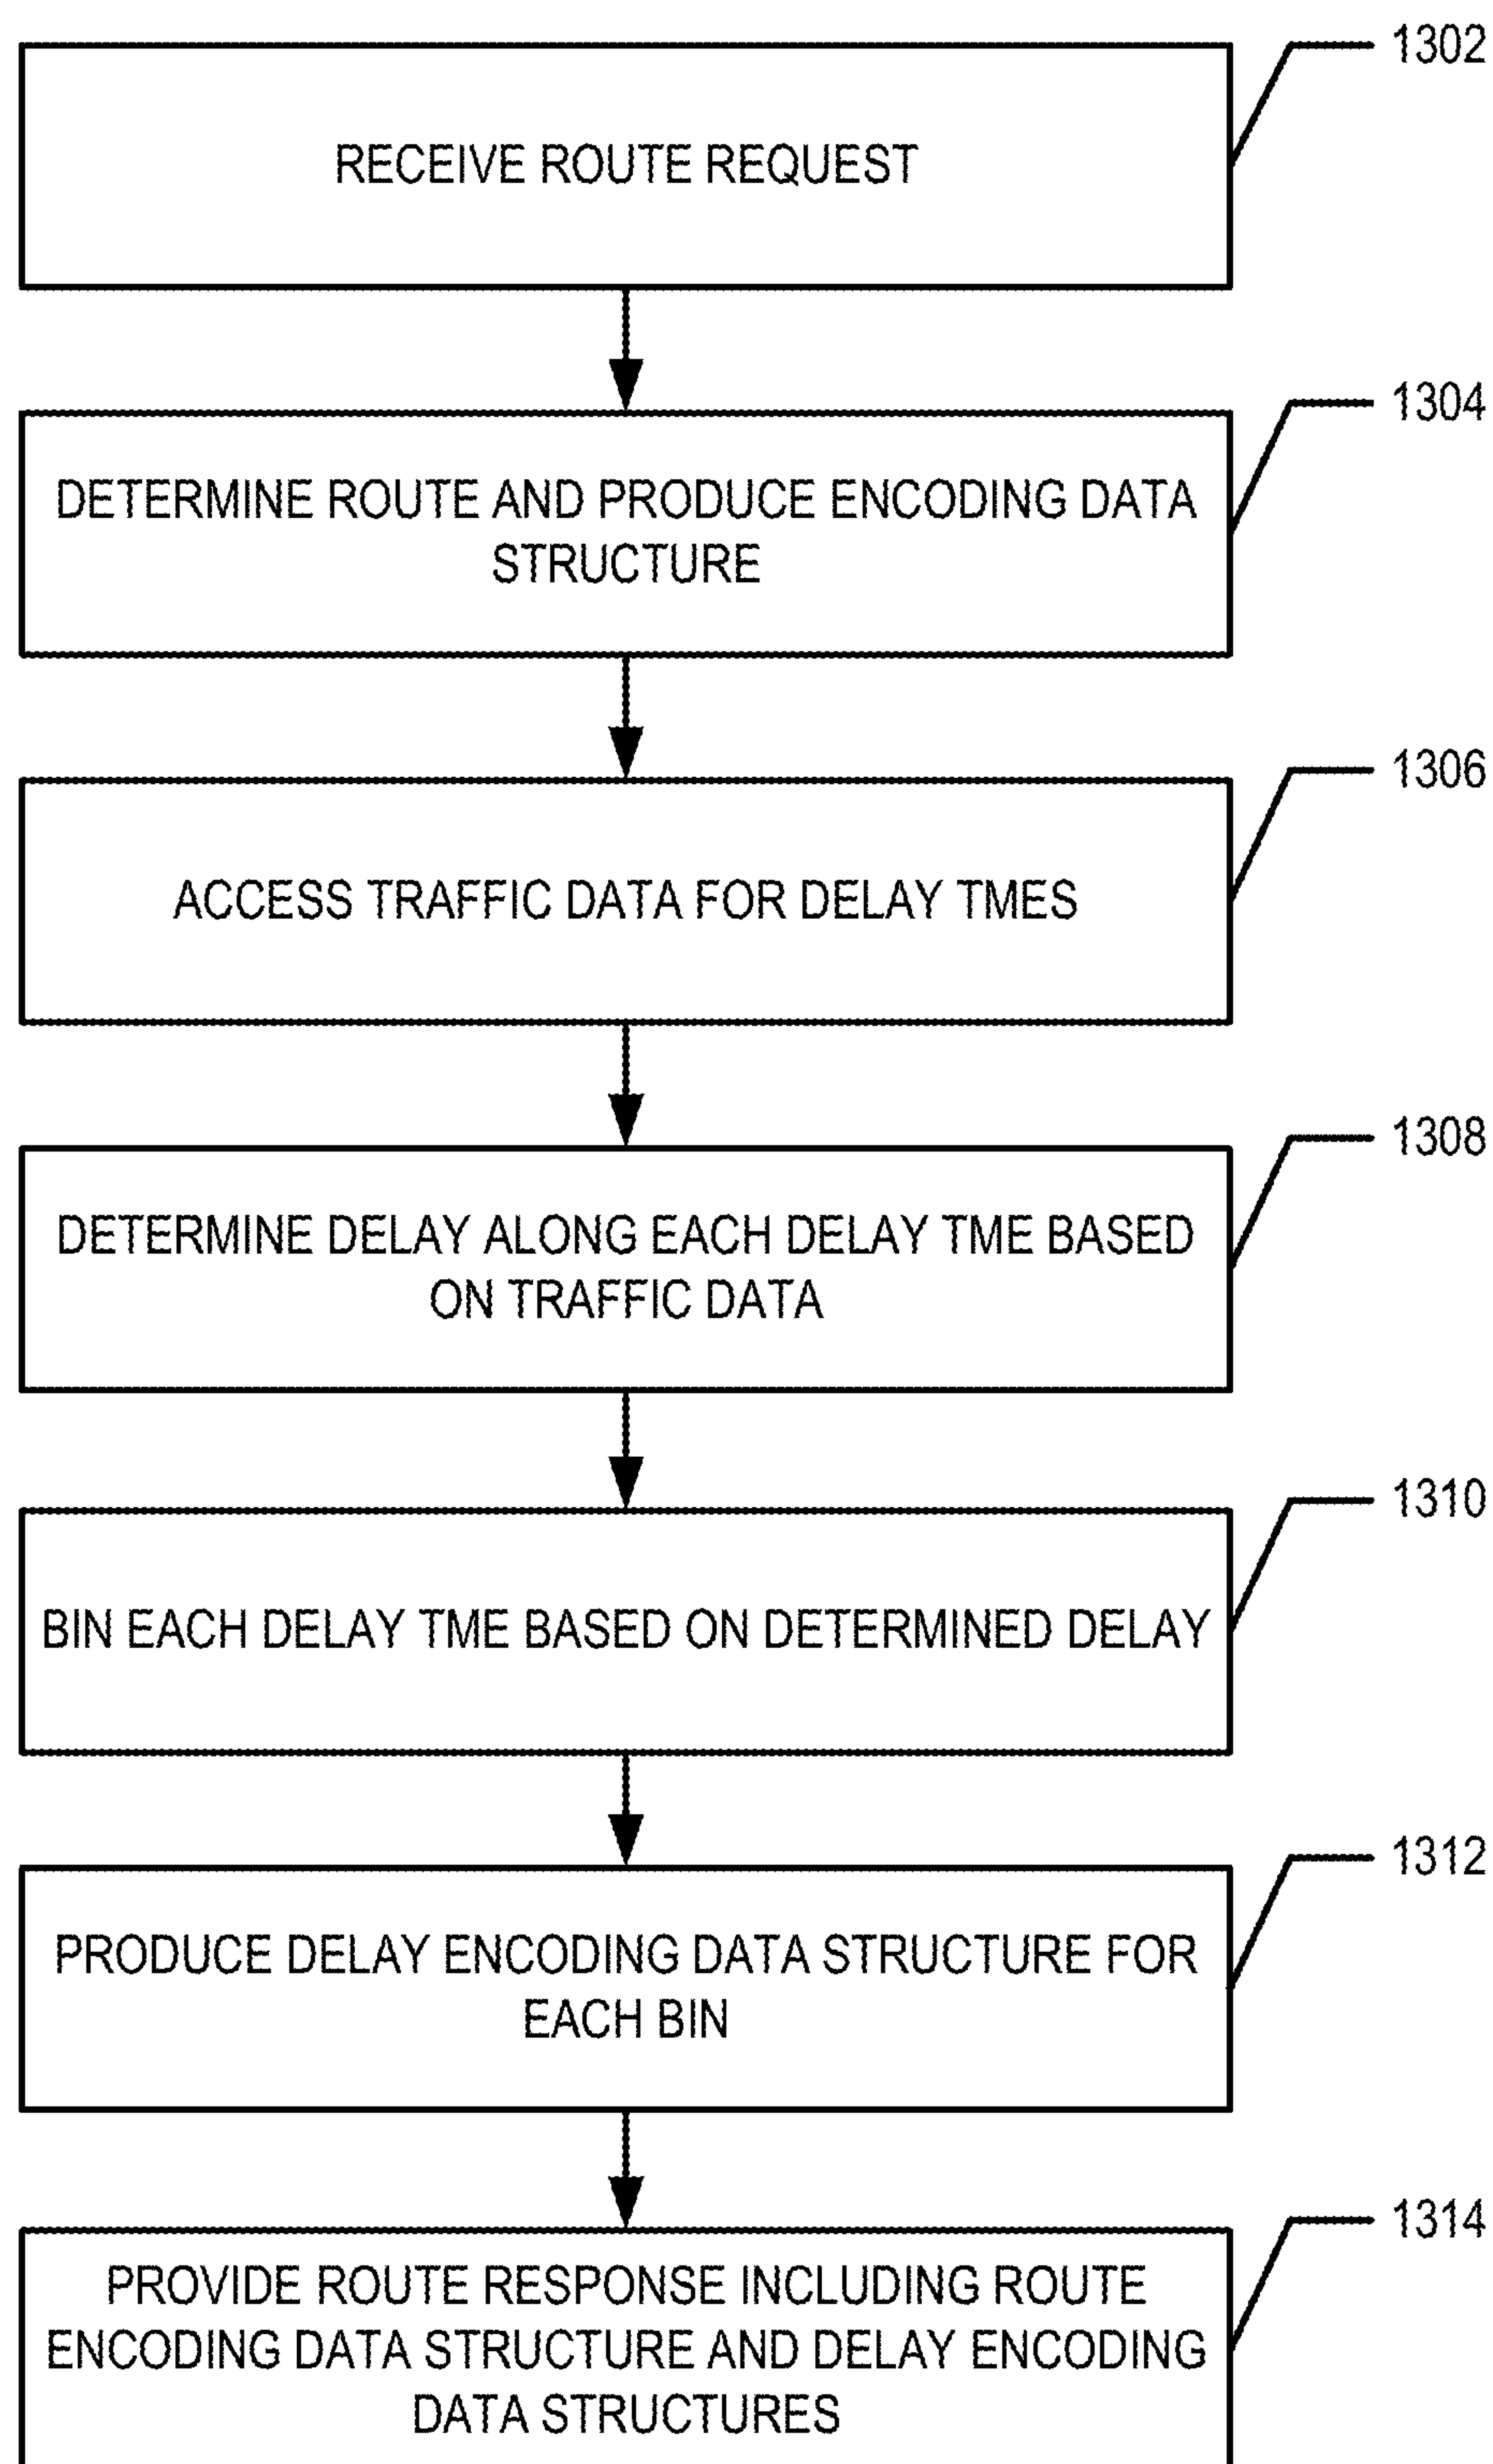 1302
RECEIVE ROUTE REQUEST
1304
DETERMINE ROUTE AND PRODUCE ENCODING DATA
STRUCTURE
1306
ACCESS TRAFFIC DATA FOR DELAY TMES
1308
DETERMINE DELAY ALONG EACH DELAY TME BASED
ON TRAFFIC DATA
1310
BIN EACH DELAY TME BASED ON DETERMINED DELAY
1312
PRODUCE DELAY ENCODING DATA STRUCTURE FOR
EACH BIN
1314
PROVIDE ROUTE RESPONSE INCLUDING ROUTE
ENCODING DATA STRUCTURE AND DELAY ENCODING
DATA STRUCTURES